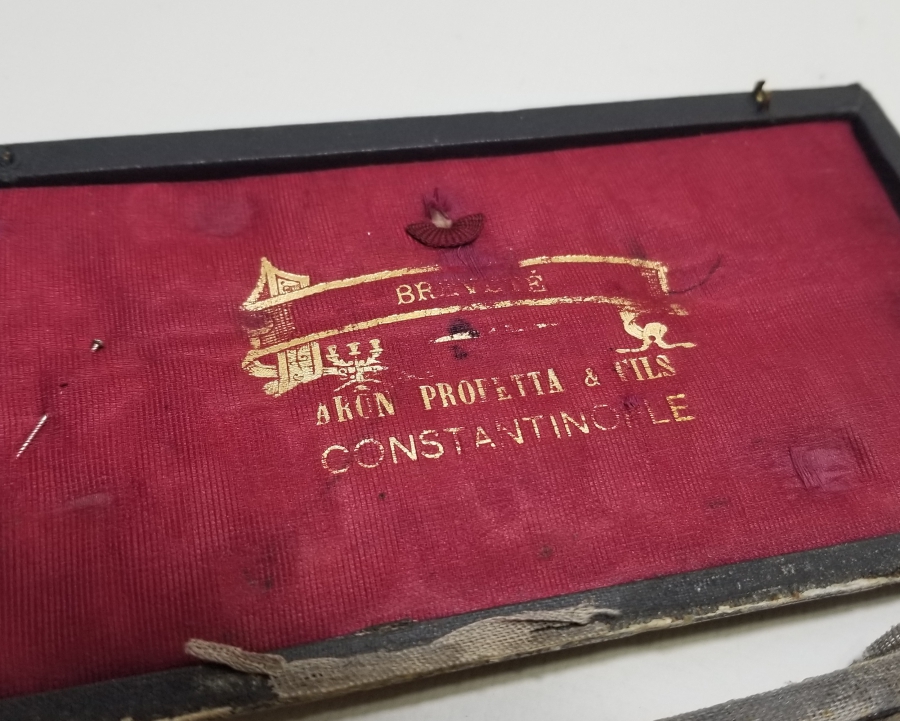 BREVETÉ
ARON PROFETTA & FILS
CONSTANTINOPLE